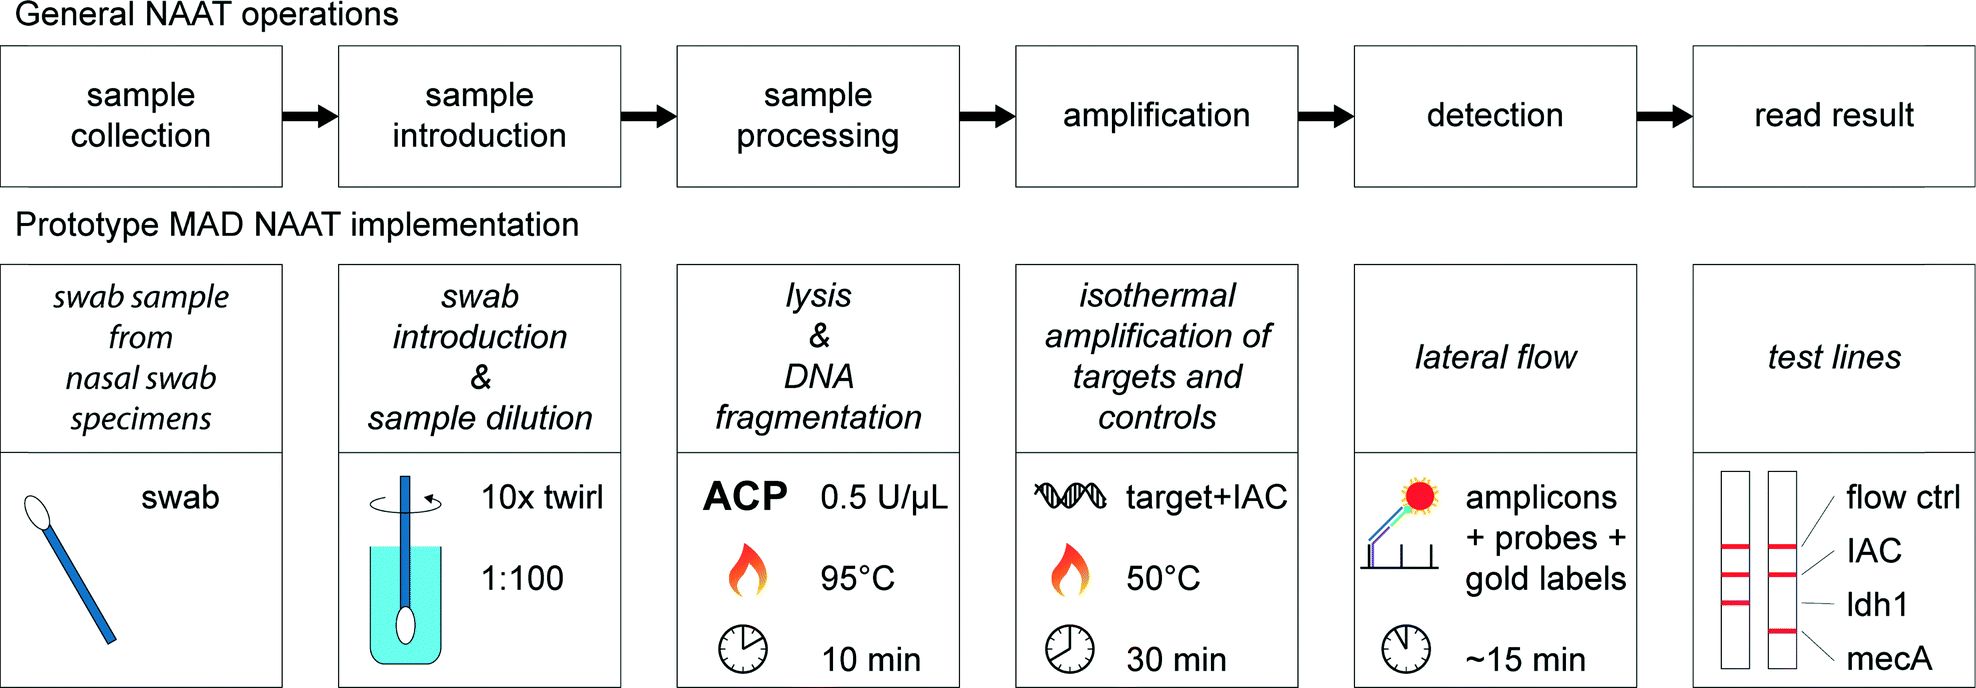 General NAAT operations
sample
collection
sample
introduction
sample
processing
amplification
detection
read result
Prototype MAD NAAT implementation
swab sample
from
nasal swab
specimens
swab
introduction
&
sample dilution
lysis
&
DNA
fragmentation
isothermal
amplification of
targets and
controls
lateral flow
test lines
swab
10x twirl
1:100
ACP 0.5 U/μL
95°C
10 min
target+IAC
50°C
30 min
amplicons
+ probes +
gold labels
~15 min
flow ctrl
IAC
ldh1
mecA